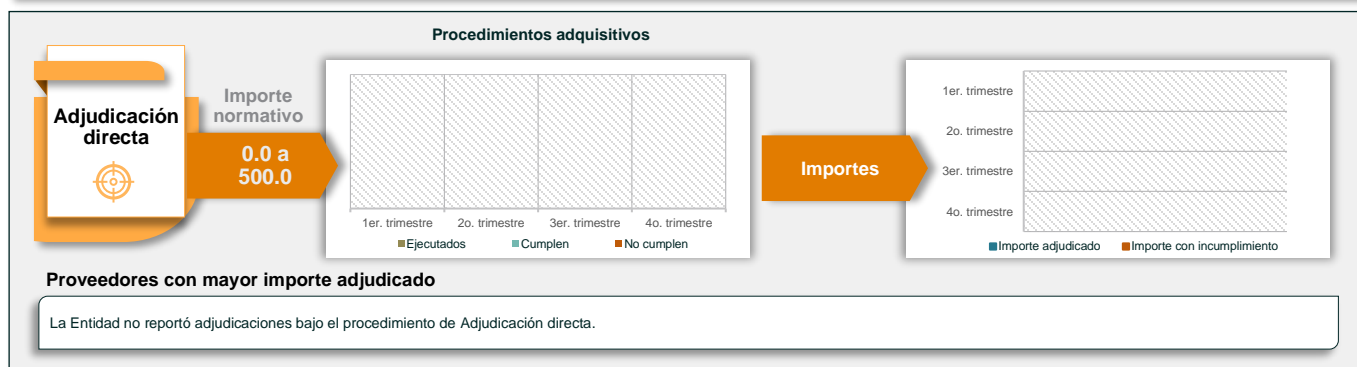 Procedimientos adquisitivos
Adjudicación
directa
Importe
normativo
0.0 a
500.0
1er. trimestre
2o. trimestre
3er. trimestre
4o. trimestre
Ejecutados
Cumplen
No cumplen
Importes
1er. trimestre
2o. trimestre
3er. trimestre
4o. trimestre
Importe adjudicado
Importe con incumplimiento
Proveedores con mayor importe adjudicado
La Entidad no reportó adjudicaciones bajo el procedimiento de Adjudicación directa.